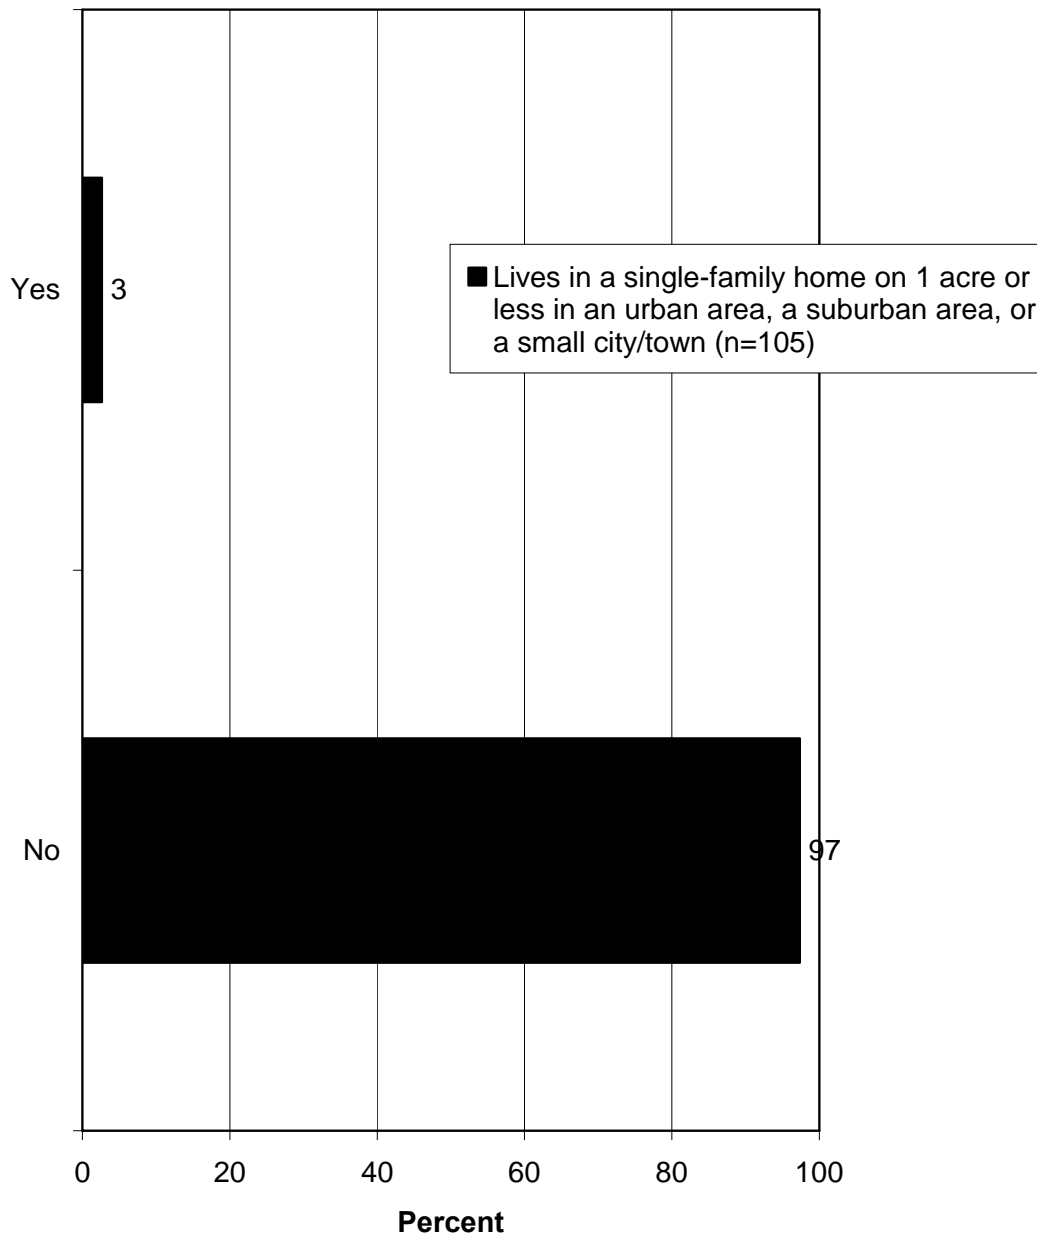 Yes
3
Lives in a single-family home on 1 acre or
less in an urban area, a suburban area, or
a small city/town (n=105)
No
97
0 20 40 60 80 100
Percent